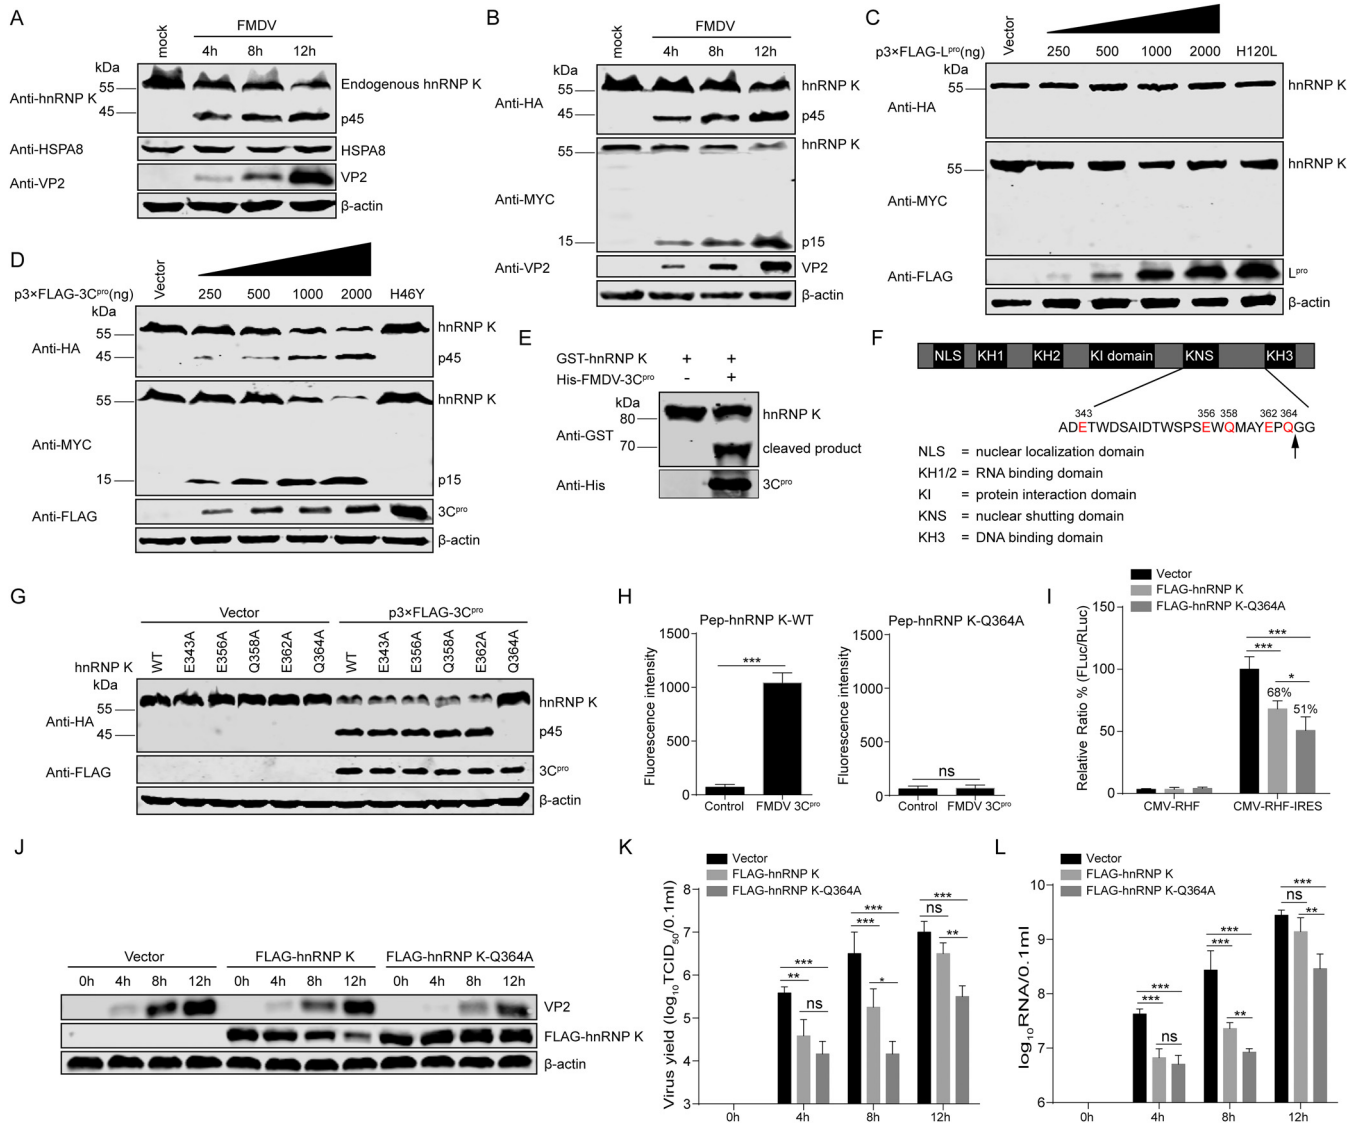 A
FMDV
mock 4h 8h 12h
kDa
Anti-hnRNP K 55 45 Endogenous hnRNP K
p45
Anti-HSPA8 HSPA8
Anti-VP2 VP2
β-actin
B
FMDV
mock 4h 8h 12h
kDa
Anti-HA 55 45 hnRNP K
p45
Anti-MYC 55 15 hnRNP K
p15
Anti-VP2 VP2
β-actin
C
p3×FLAG-Lpro(ng) Vector 250 500 1000 2000 H120L
kDa
Anti-HA 55 hnRNP K
Anti-MYC 55 hnRNP K
Anti-FLAG Lpro
β-actin
D
p3×FLAG-3Cpro(ng) Vector 250 500 1000 2000 H46Y
kDa
Anti-HA 55 45 hnRNP K
p45
Anti-MYC 55 15 hnRNP K
p15
Anti-FLAG 3Cpro
β-actin
E
GST-hnRNP K + +
His-FMDV-3Cpro - +
kDa
Anti-GST 80 70 hnRNP K
cleaved product
Anti-His 3Cpro
F
NLS KH1 KH2 KI domain KNS KH3
343 356 358 362 364
ADETWDSAIDTWSPSEWQMAYEPQGG
NLS = nuclear localization domain
KH1/2 = RNA binding domain
KI = protein interaction domain
KNS = nuclear shutting domain
KH3 = DNA binding domain
G
Vector p3×FLAG-3Cpro
hnRNP K WT E343A E356A Q358A E362A Q364A WT E343A E356A Q358A E362A Q364A
kDa
Anti-HA 55 45 hnRNP K
p45
Anti-FLAG 3Cpro
β-actin
H
Pep-hnRNP K-WT
Fluorescence intensity
1500
1000
500
0
***
Control FMDV 3Cpro
Pep-hnRNP K-Q364A
Fluorescence intensity
1500
1000
500
0
ns
Control FMDV 3Cpro
I
Vector
FLAG-hnRNP K
FLAG-hnRNP K-Q364A
Relative Ratio % (FLuc/RLuc)
150
100
50
0
***
***
*
68%
51%
CMV-RHF CMV-RHF-IRES
J
Vector FLAG-hnRNP K FLAG-hnRNP K-Q364A
0h 4h 8h 12h 0h 4h 8h 12h 0h 4h 8h 12h
VP2
FLAG-hnRNP K
β-actin
K
Vector
FLAG-hnRNP K
FLAG-hnRNP K-Q364A
Virus yield (log10TCID50/0.1ml)
8
7
6
5
4
3
***
**
ns
***
***
*
***
ns
**
0h 4h 8h 12h
L
Vector
FLAG-hnRNP K
FLAG-hnRNP K-Q364A
log10RNA/0.1ml
10
9
8
7
6
***
***
ns
***
***
**
***
ns
**
0h 4h 8h 12h